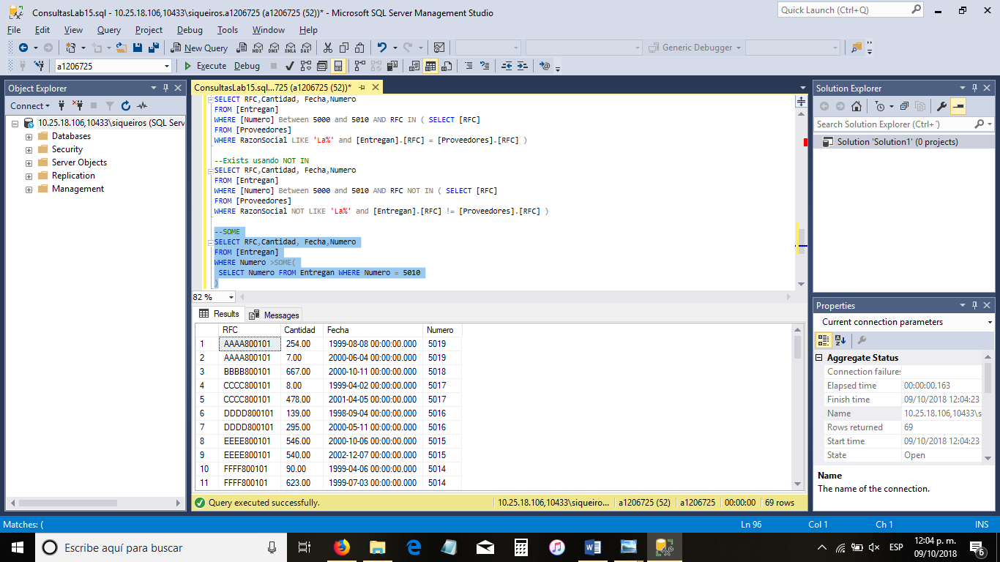 ConsultasLab15.sql - 10.25.18.106,10433\siqueiros.a1206725 (a1206725 (52))* - Microsoft SQL Server Management Studio
Quick Launch (Ctrl+Q)
File Edit View Query Project Debug Tools Window Help
New Query MDX DMX XMLA DAX Generic Debugger
a1206725 Execute Debug
Object Explorer
Connect
10.25.18.106,10433\siqueiros (SQL Serv
Databases
Security
Server Objects
Replication
Management
ConsultasLab15.sql...725 (a1206725 (52))*
SELECT RFC,Cantidad, Fecha,Numero
FROM [Entregan]
WHERE [Numero] Between 5000 and 5010 AND RFC IN ( SELECT [RFC]
FROM [Proveedores]
WHERE RazonSocial LIKE 'La%' and [Entregan].[RFC] = [Proveedores].[RFC] )
--Exists usando NOT IN
SELECT RFC,Cantidad, Fecha,Numero
FROM [Entregan]
WHERE [Numero] Between 5000 and 5010 AND RFC NOT IN ( SELECT [RFC]
FROM [Proveedores]
WHERE RazonSocial NOT LIKE 'La%' and [Entregan].[RFC] != [Proveedores].[RFC] )
--SOME
SELECT RFC,Cantidad, Fecha,Numero
FROM [Entregan]
WHERE Numero >SOME(
SELECT Numero FROM Entregan WHERE Numero = 5010
)
82 %
Results Messages
RFC Cantidad Fecha Numero
1 AAAA800101 254.00 1999-08-08 00:00:00.000 5019
2 AAAA800101 7.00 2000-06-04 00:00:00.000 5019
3 BBBB800101 667.00 2000-10-11 00:00:00.000 5018
4 CCCC800101 8.00 1999-04-02 00:00:00.000 5017
5 CCCC800101 478.00 2001-04-05 00:00:00.000 5017
6 DDDD800101 139.00 1998-09-04 00:00:00.000 5016
7 DDDD800101 295.00 2000-05-11 00:00:00.000 5016
8 EEEE800101 546.00 2000-10-06 00:00:00.000 5015
9 EEEE800101 540.00 2002-12-07 00:00:00.000 5015
10 FFFF800101 90.00 1999-04-06 00:00:00.000 5014
11 FFFF800101 623.00 1999-07-03 00:00:00.000 5014
Query executed successfully. 10.25.18.106,10433\siqueiro... a1206725 (52) a1206725 00:00:00 69 rows
Solution Explorer
Search Solution Explorer (Ctrl+´)
Solution 'Solution1' (0 projects)
Properties
Current connection parameters
Aggregate Status
Connection failures
Elapsed time 00:00:00.163
Finish time 09/10/2018 12:04:23
Name 10.25.18.106,10433\s
Rows returned 69
Start time 09/10/2018 12:04:23
State Open
Name
The name of the connection.
Matches: ( Ln 96 Col 1 Ch 1 INS
Escribe aquí para buscar
ESP
12:04 p. m.
09/10/2018
6